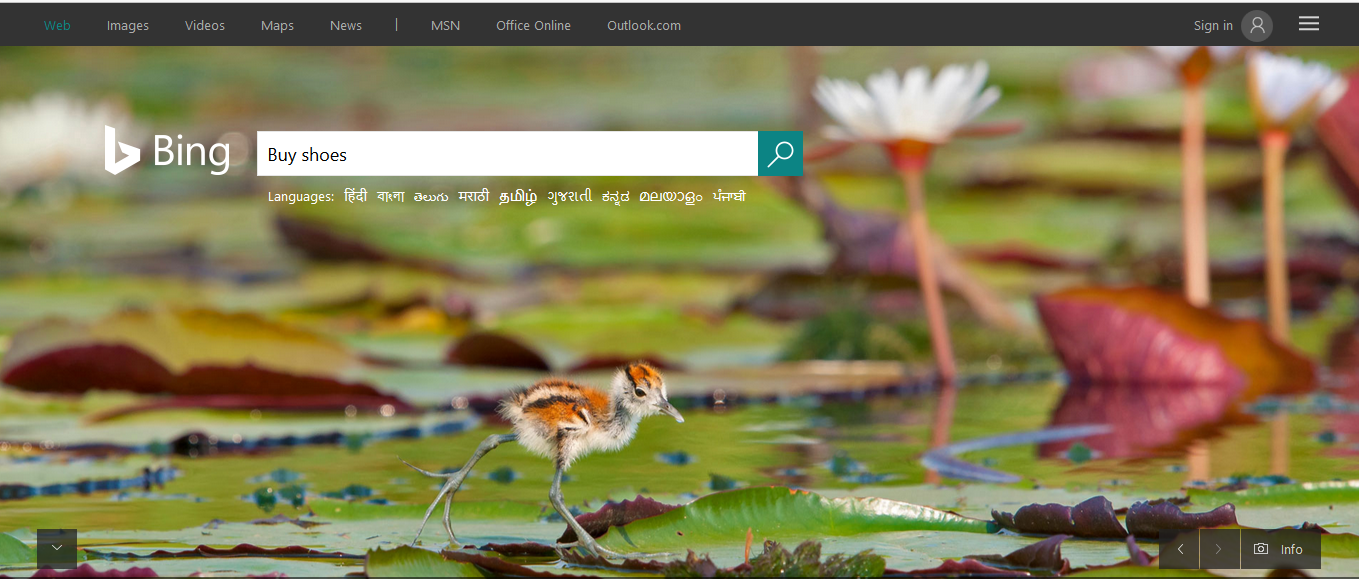 Web Images Videos Maps News | MSN Office Online Outlook.com Sign in
Bing Buy shoes
Languages: हिंदी বাংলা తెలుగు मराठी தமிழ் ગુજરાતી ಕನ್ನಡ മലയാളം ਪੰਜਾਬੀ
Info